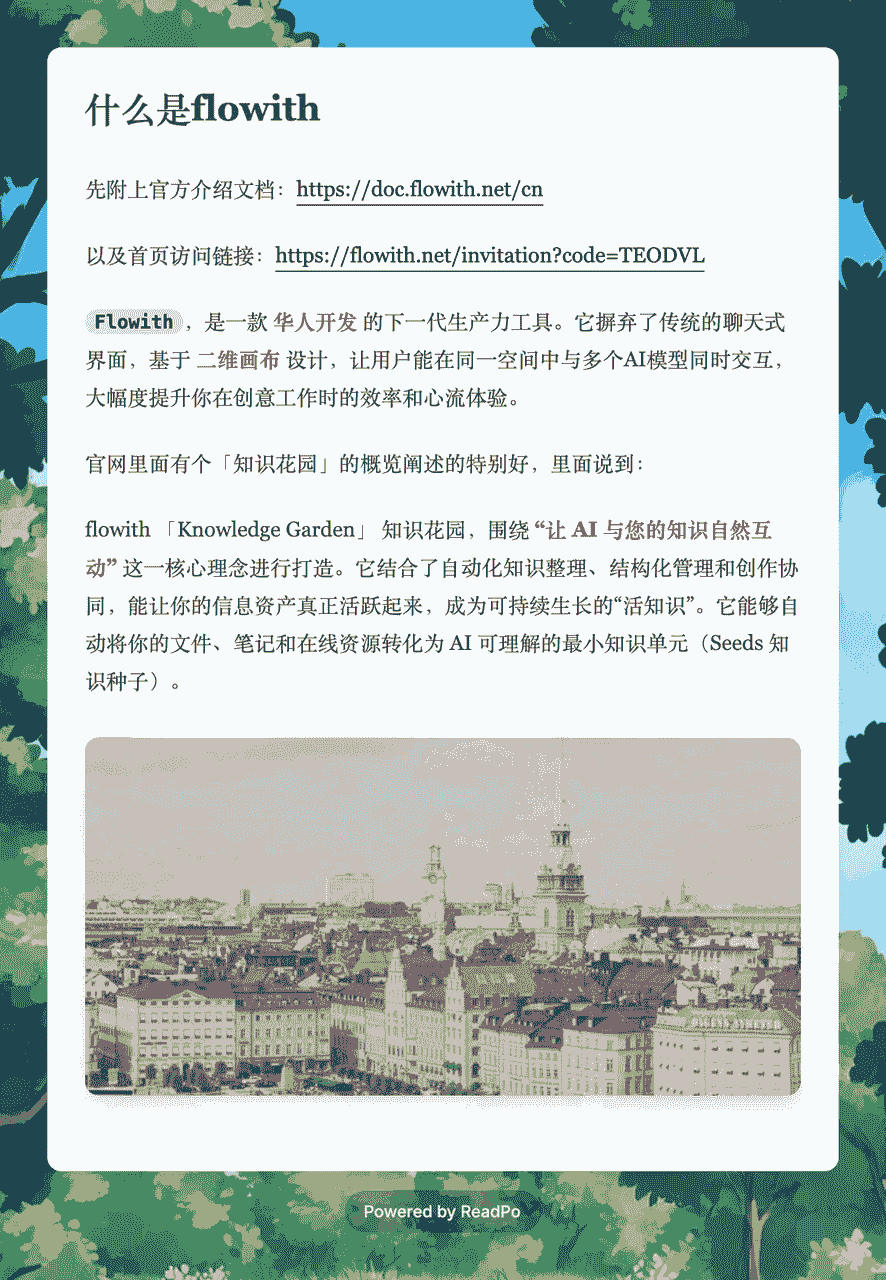 什么是flowith
先附上官方介绍文档：https://doc.flowith.net/cn
以及首页访问链接：https://flowith.net/invitation?code=TEODVL
Flowith，是一款 华人开发 的下一代生产力工具。它摒弃了传统的聊天式
界面，基于 二维画布 设计，让用户能在同一空间中与多个AI模型同时交互，
大幅度提升你在创意工作时的效率和心流体验。
官网里面有个「知识花园」的概览阐述的特别好，里面说到：
flowith 「Knowledge Garden」 知识花园，围绕 “让 AI 与您的知识自然互
动” 这一核心理念进行打造。它结合了自动化知识整理、结构化管理和创作协
同，能让你的信息资产真正活跃起来，成为可持续生长的“活知识”。它能够自
动将你的文件、笔记和在线资源转化为 AI 可理解的最小知识单元（Seeds 知
识种子）。
Powered by ReadPo